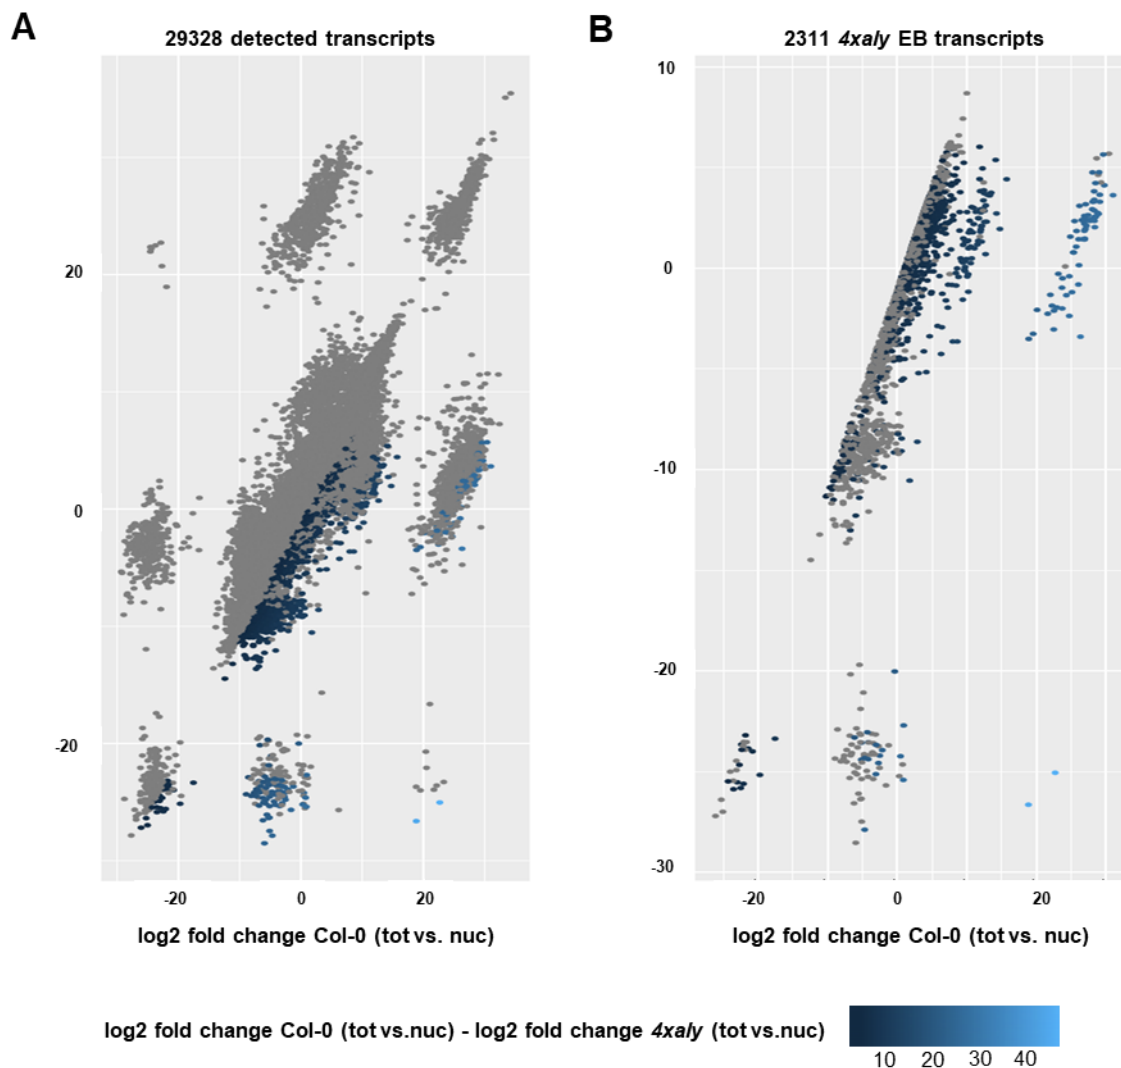 A
29328 detected transcripts
20
0
-20
-20 0 20
log2 fold change Col-0 (tot vs. nuc)
B
2311 4xaly EB transcripts
10
0
-10
-20
-30
-20 0 20
log2 fold change Col-0 (tot vs. nuc)
log2 fold change Col-0 (tot vs.nuc) - log2 fold change 4xaly (tot vs.nuc)
10 20 30 40